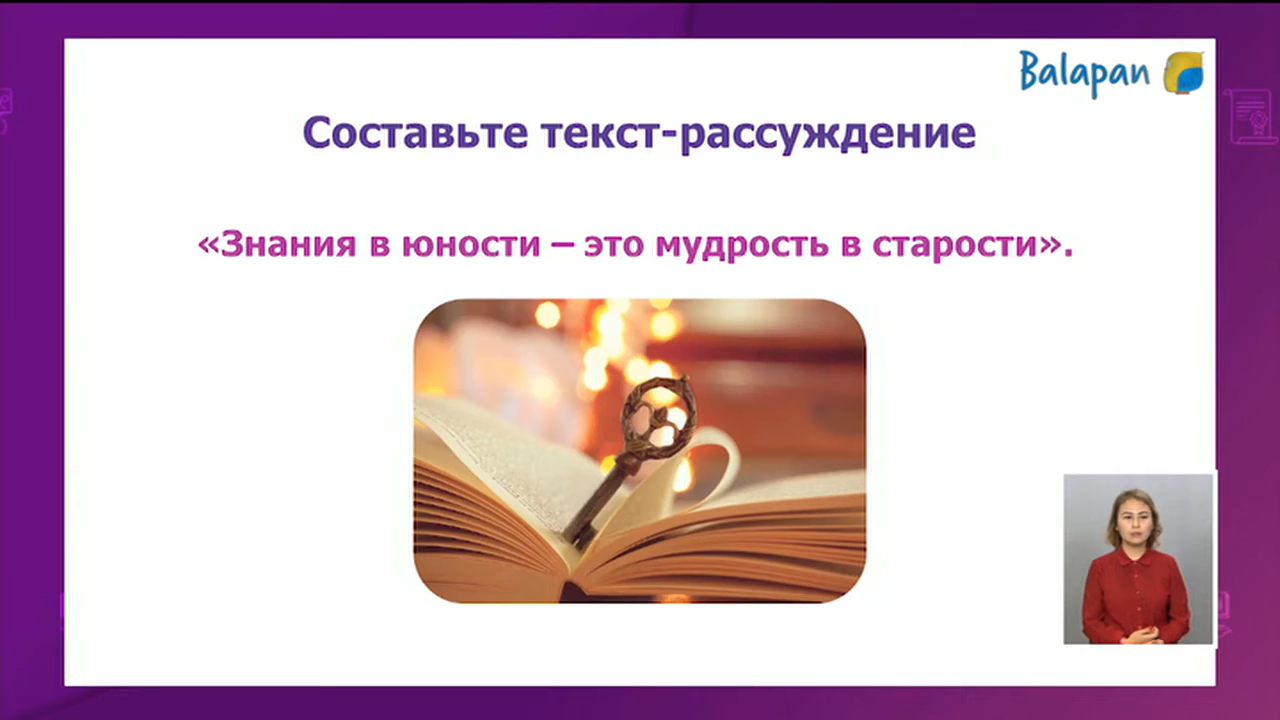 Balapan
Составьте текст-рассуждение
«Знания в юности – это мудрость в старости».